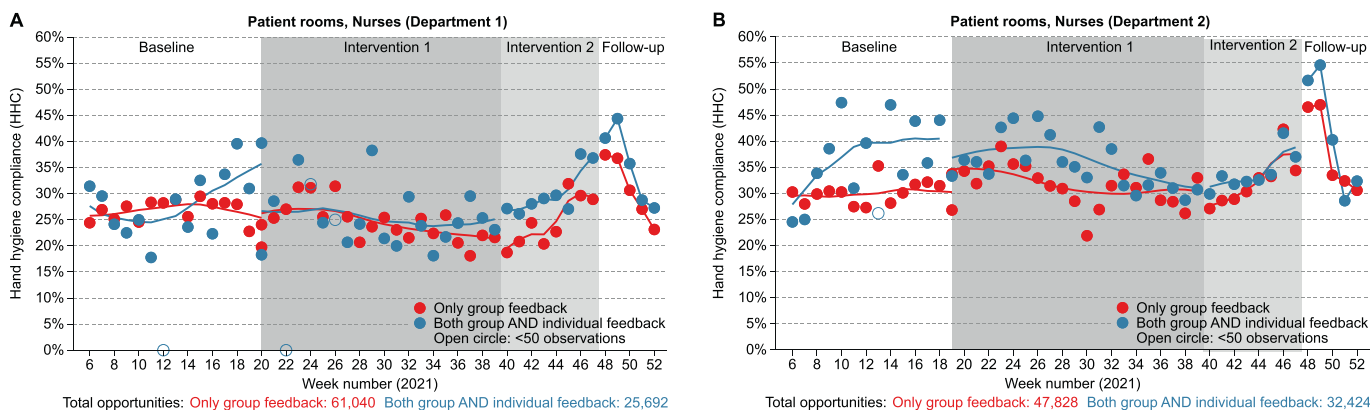 A
Patient rooms, Nurses (Department 1)
60%
55%
50%
45%
40%
35%
30%
25%
20%
15%
10%
5%
0%
Hand hygiene compliance (HHC)
Baseline
Intervention 1
Intervention 2
Follow-up
Only group feedback
Both group AND individual feedback
Open circle: <50 observations
6 8 10 12 14 16 18 20 22 24 26 28 30 32 34 36 38 40 42 44 46 48 50 52
Week number (2021)
Total opportunities: Only group feedback: 61,040 Both group AND individual feedback: 25,692
B
Patient rooms, Nurses (Department 2)
60%
55%
50%
45%
40%
35%
30%
25%
20%
15%
10%
5%
0%
Hand hygiene compliance (HHC)
Baseline
Intervention 1
Intervention 2
Follow-up
Only group feedback
Both group AND individual feedback
Open circle: <50 observations
6 8 10 12 14 16 18 20 22 24 26 28 30 32 34 36 38 40 42 44 46 48 50 52
Week number (2021)
Total opportunities: Only group feedback: 47,828 Both group AND individual feedback: 32,424